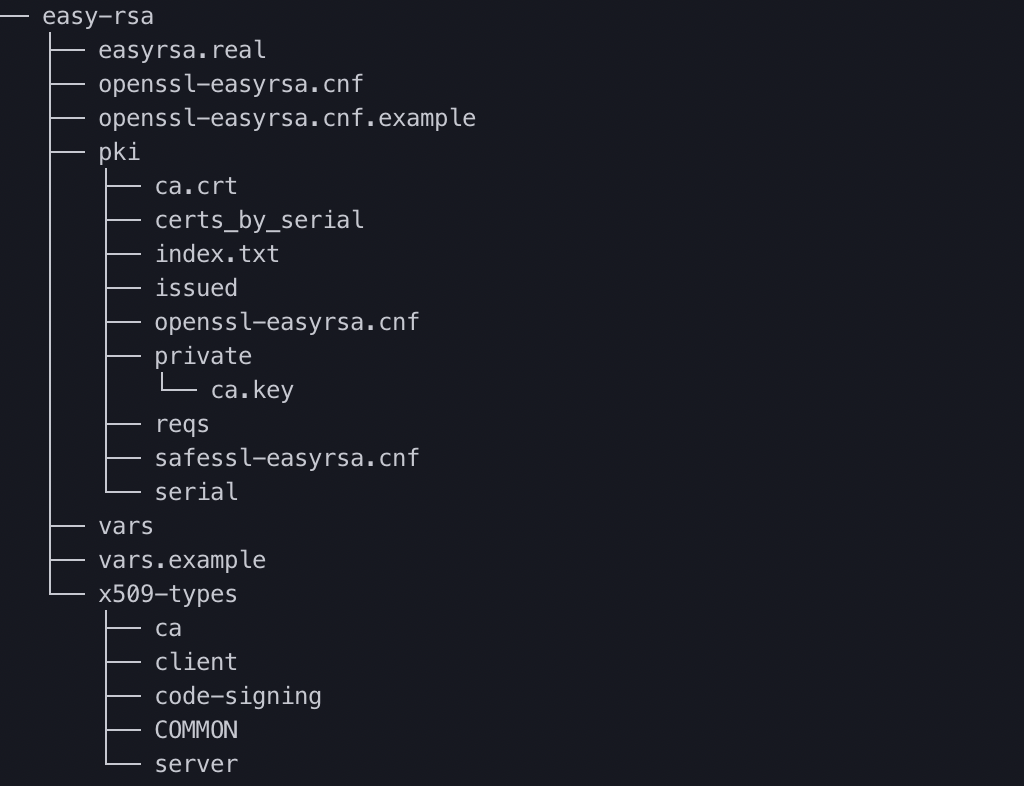 ── easy-rsa
    ├── easyrsa.real
    ├── openssl-easyrsa.cnf
    ├── openssl-easyrsa.cnf.example
    ├── pki
    │   ├── ca.crt
    │   ├── certs_by_serial
    │   ├── index.txt
    │   ├── issued
    │   ├── openssl-easyrsa.cnf
    │   ├── private
    │   │   └── ca.key
    │   ├── reqs
    │   ├── safessl-easyrsa.cnf
    │   └── serial
    ├── vars
    ├── vars.example
    └── x509-types
        ├── ca
        ├── client
        ├── code-signing
        ├── COMMON
        └── server